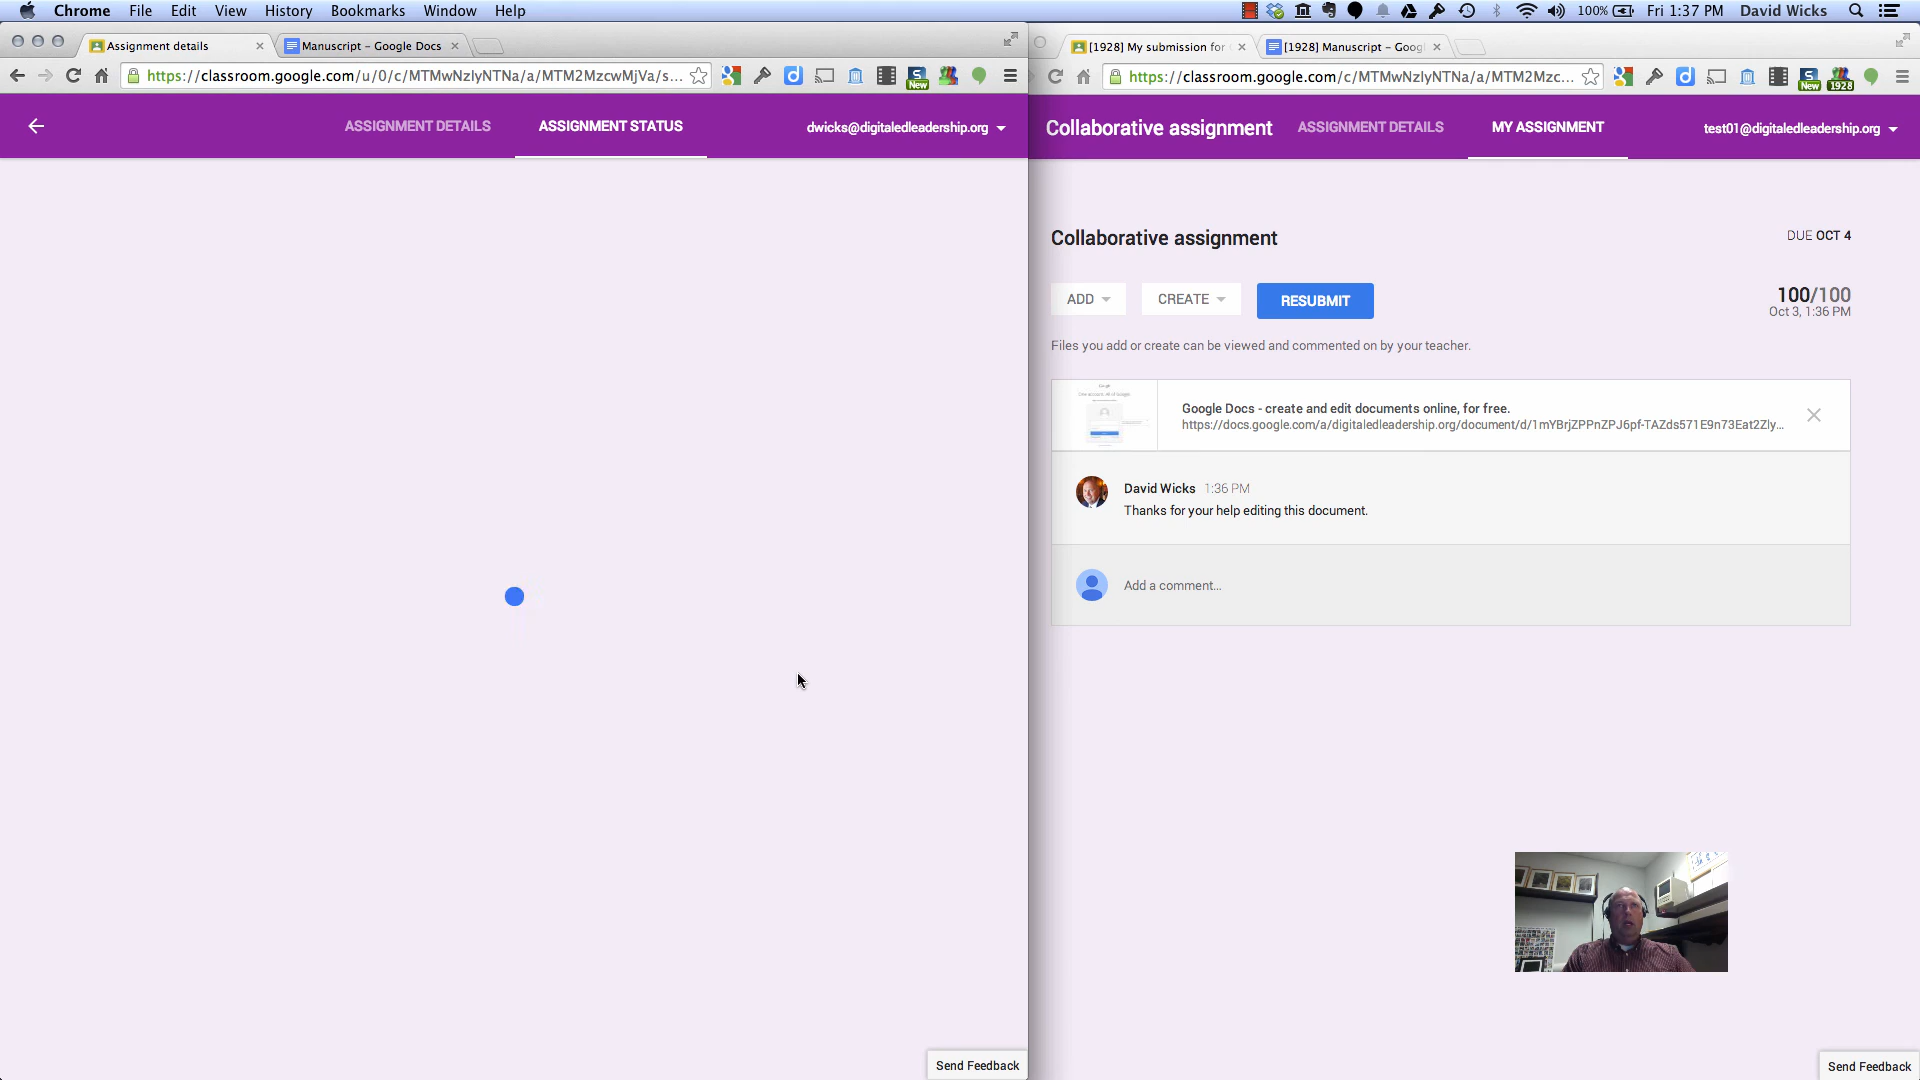 Chrome File Edit View History Bookmarks Window Help
100% Fri 1:37 PM David Wicks
Assignment details
Manuscript – Google Docs
https://classroom.google.com/u/0/c/MTMwNzIyNTNa/a/MTM2MzcwMjVa/s...
New
ASSIGNMENT DETAILS
ASSIGNMENT STATUS
dwicks@digitaledleadership.org
Send Feedback
[1928] My submission for
[1928] Manuscript – Goog
https://classroom.google.com/c/MTMwNzIyNTNa/a/MTM2Mzc...
New
1928
Collaborative assignment
ASSIGNMENT DETAILS
MY ASSIGNMENT
test01@digitaledleadership.org
Collaborative assignment
DUE OCT 4
ADD
CREATE
RESUBMIT
100/100
Oct 3, 1:36 PM
Files you add or create can be viewed and commented on by your teacher.
Google Docs - create and edit documents online, for free.
https://docs.google.com/a/digitaledleadership.org/document/d/1mYBrjZPPnZPJ6pf-TAZds571E9n73Eat2Zly...
David Wicks 1:36 PM
Thanks for your help editing this document.
Add a comment...
Send Feedback